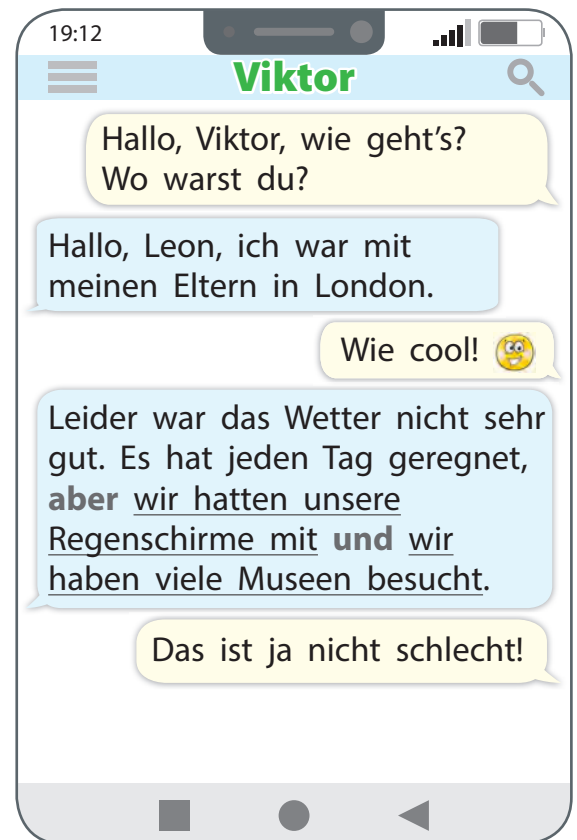 19:12
Viktor
Hallo, Viktor, wie geht's?
Wo warst du?
Hallo, Leon, ich war mit
meinen Eltern in London.
Wie cool!
Leider war das Wetter nicht sehr
gut. Es hat jeden Tag geregnet,
aber wir hatten unsere
Regenschirme mit und wir
haben viele Museen besucht.
Das ist ja nicht schlecht!